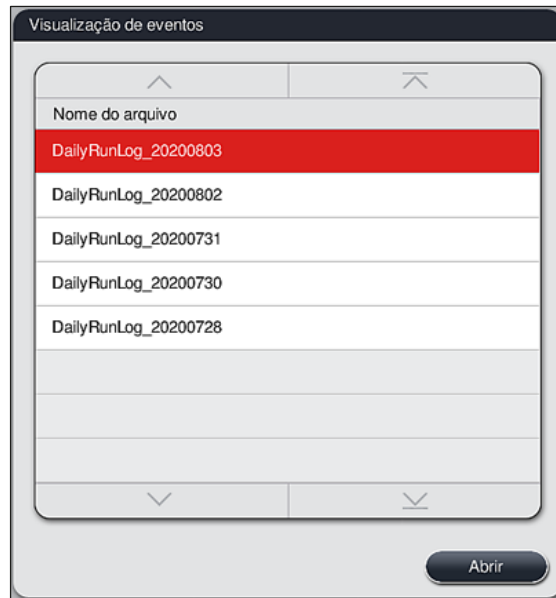 Visualização de eventos
Nome do arquivo
DailyRunLog_20200803
DailyRunLog_20200802
DailyRunLog_20200731
DailyRunLog_20200730
DailyRunLog_20200728
Abrir